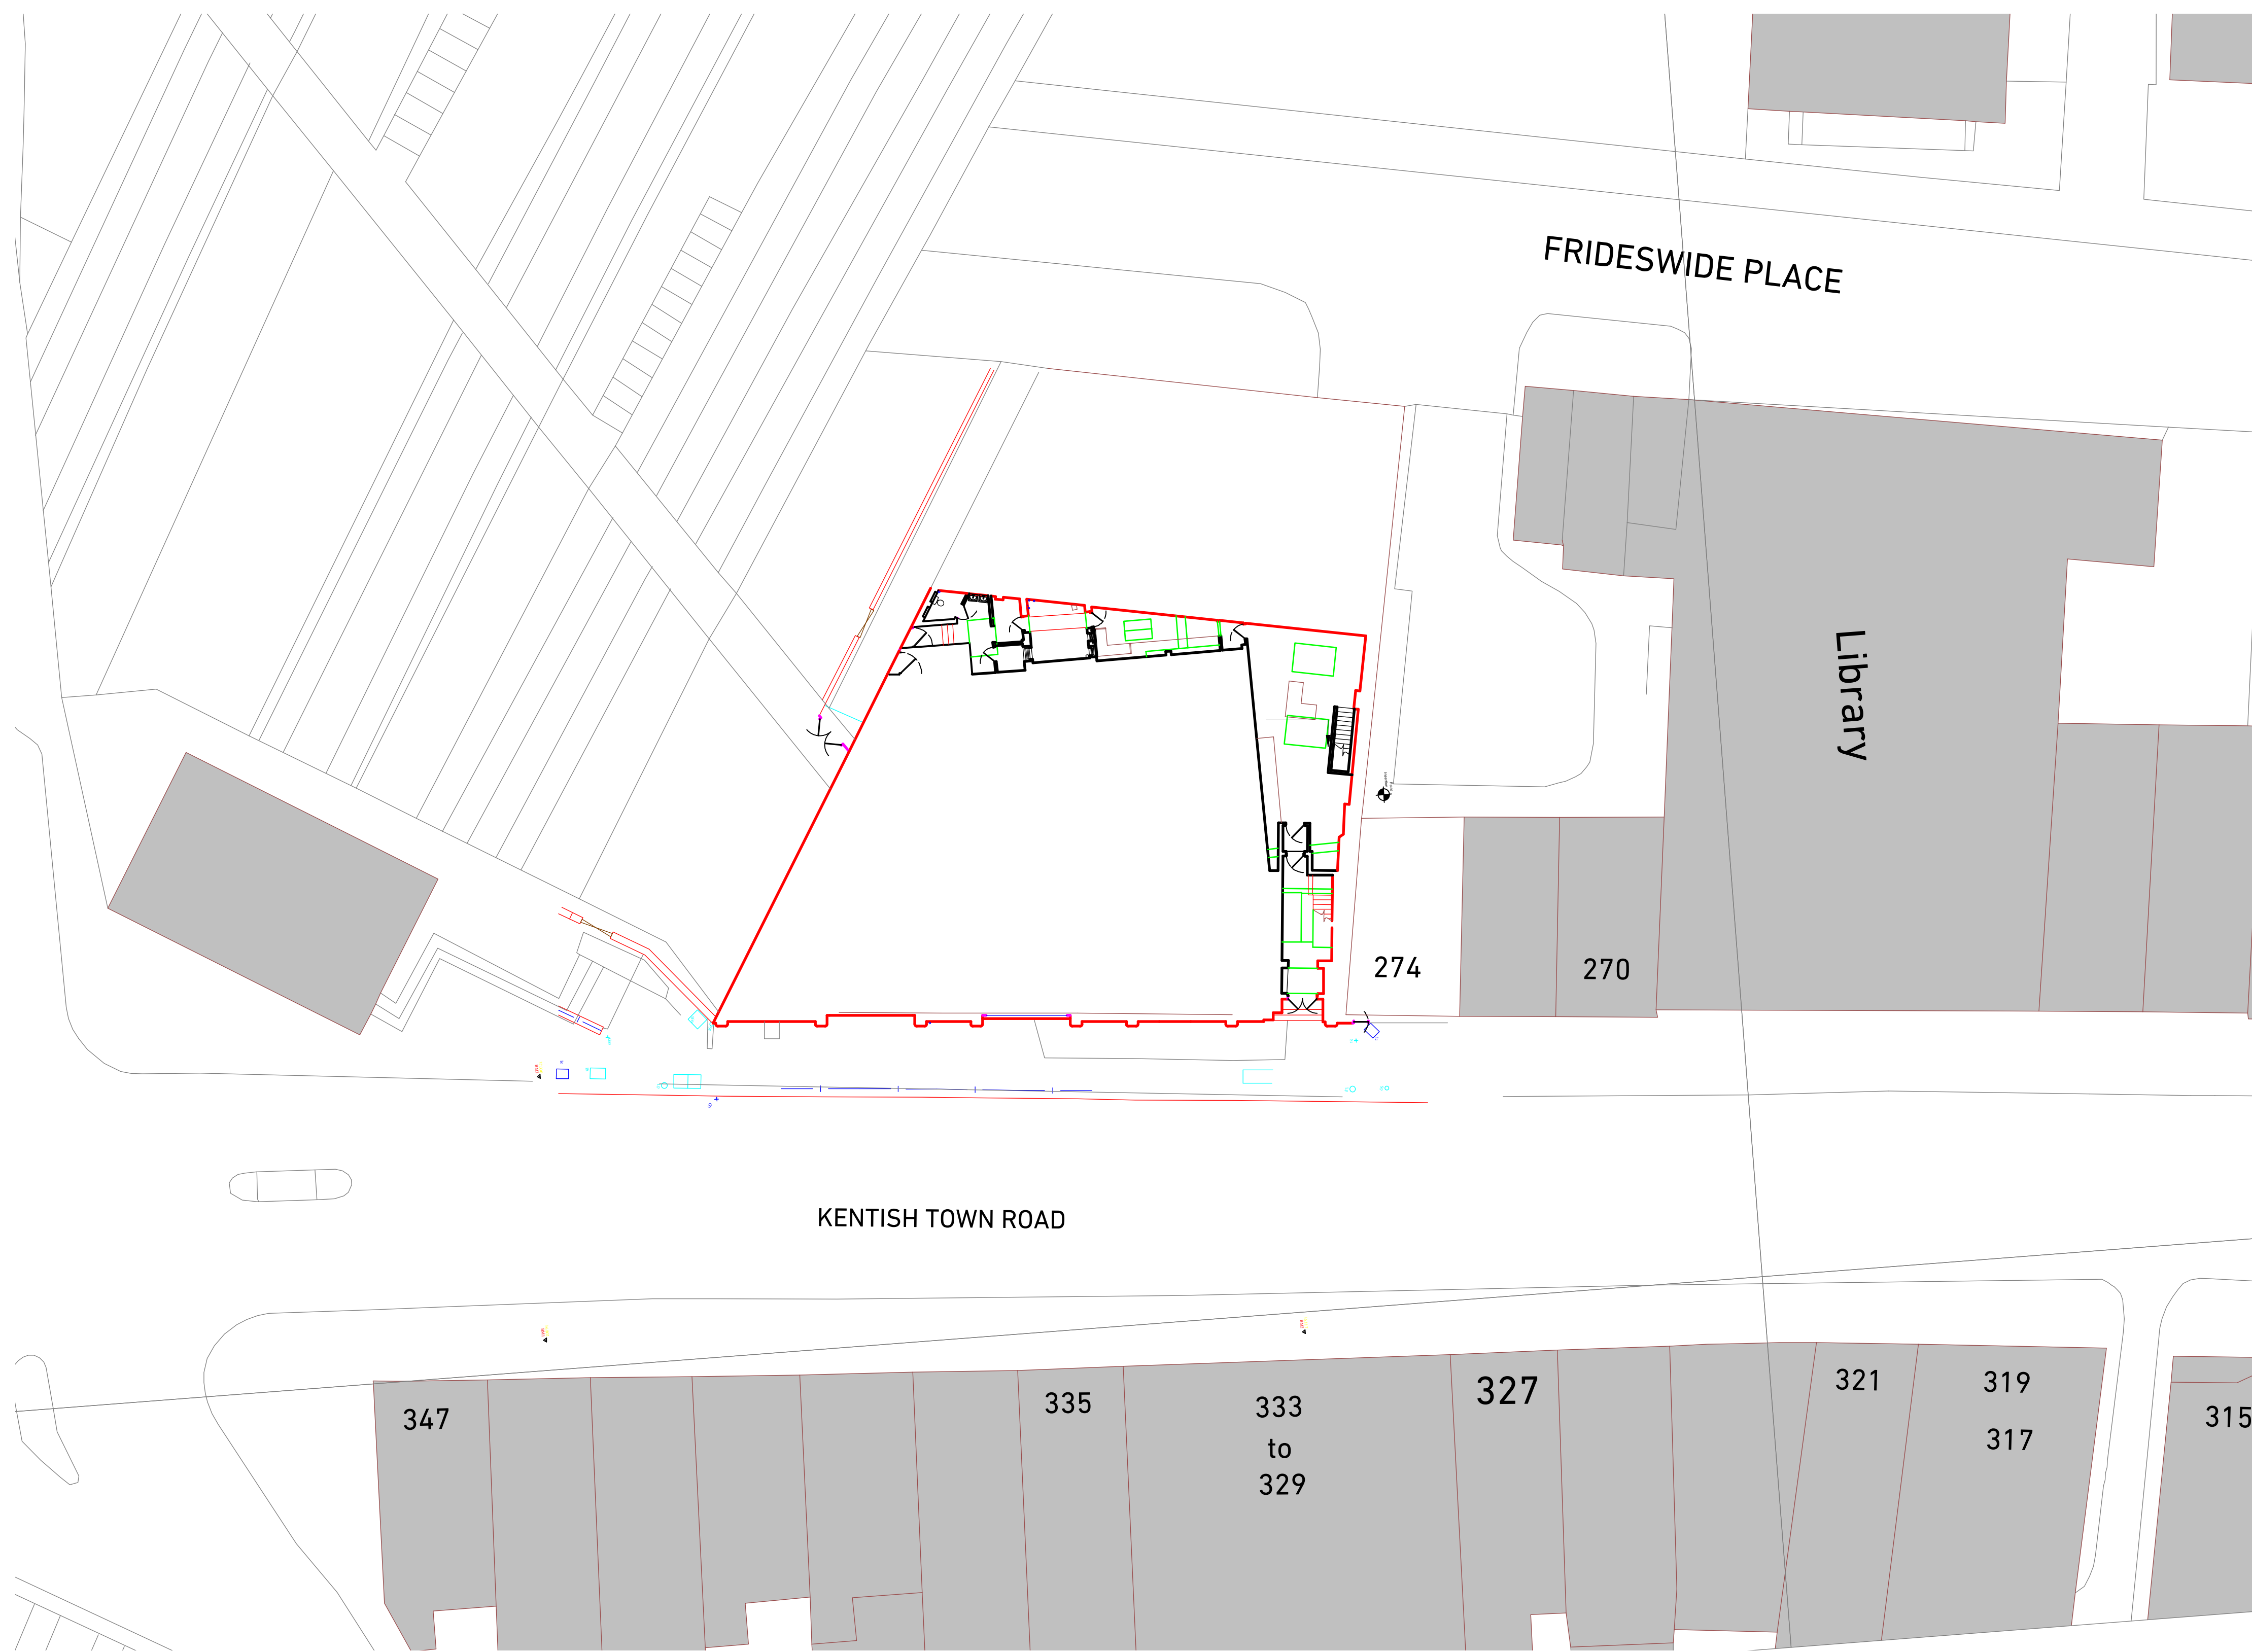 FRIDESWIDE PLACE
Library
274
270
KENTISH TOWN ROAD
347
335
333
to
329
327
321
319
317
315